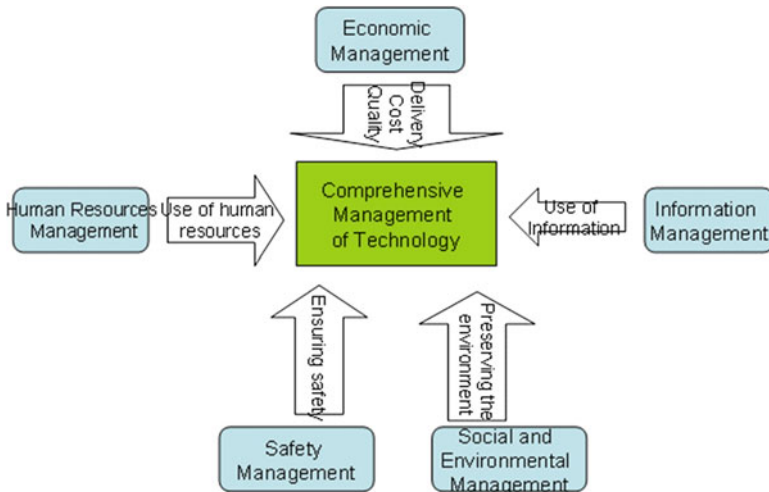 Economic
Management
Delivery
Cost
Quality
Human Resources
Management
Use of human
resources
Comprehensive
Management
of Technology
Use of
Information
Information
Management
Ensuring safety
Preserving the
environment
Safety
Management
Social and
Environmental
Management